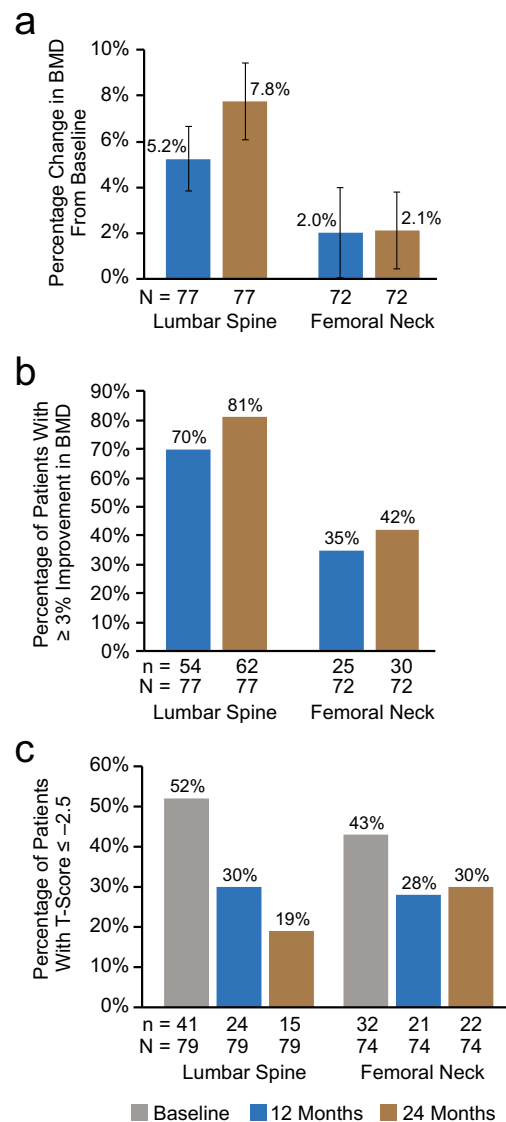 a
Percentage Change in BMD
From Baseline
10%
8%
6%
4%
2%
0%
5.2%
7.8%
2.0%
2.1%
N = 77 77 72 72
Lumbar Spine Femoral Neck
b
Percentage of Patients With
≥ 3% Improvement in BMD
90%
80%
70%
60%
50%
40%
30%
20%
10%
0%
70%
81%
35%
42%
n = 54 62 25 30
N = 77 77 72 72
Lumbar Spine Femoral Neck
c
Percentage of Patients
With T-Score ≤ −2.5
60%
50%
40%
30%
20%
10%
0%
52%
30%
19%
43%
28%
30%
n = 41 24 15 32 21 22
N = 79 79 79 74 74 74
Lumbar Spine Femoral Neck
Baseline 12 Months 24 Months